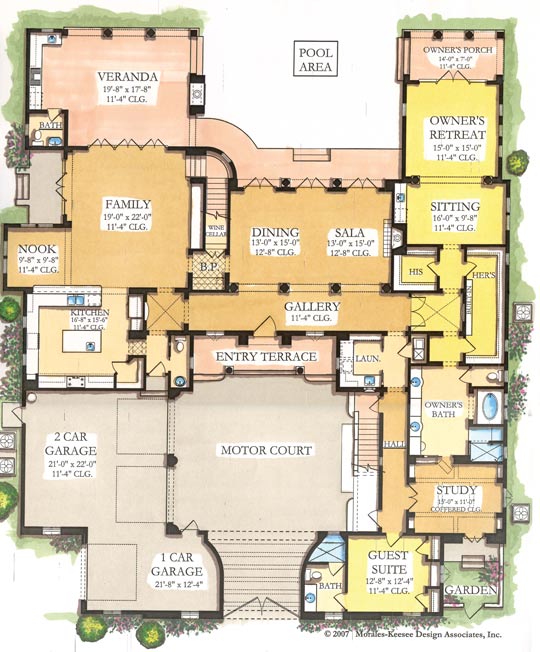 POOL
AREA
OWNER'S PORCH
14'-0" x 7'-0"
11'-4" CLG.
VERANDA
19'-8" x 17'-8"
11'-4" CLG.
BATH
OWNER'S
RETREAT
15'-0" x 15'-0"
11'-4" CLG.
FAMILY
19'-0" x 22'-0"
11'-4" CLG.
SITTING
16'-0" x 9'-8"
11'-4" CLG.
WINE
CELLAR
DINING
13'-0" x 15'-0"
12'-8" CLG.
SALA
13'-0" x 15'-0"
12'-8" CLG.
NOOK
9'-8" x 9'-8"
11'-4" CLG.
B.P.
HIS
HER'S
KITCHEN
16'-8" x 15'-6"
11'-4" CLG.
GALLERY
11'-4" CLG.
ENTRY TERRACE
LAUN.
OWNER'S
BATH
2 CAR
GARAGE
21'-0" x 22'-0"
11'-4" CLG.
MOTOR COURT
HALL
STUDY
15'-0" x 11'-0"
COFFERED CLG.
1 CAR
GARAGE
21'-8" x 12'-4"
GUEST
SUITE
12'-8" x 12'-4"
11'-4" CLG.
BATH
GARDEN
© 2007 Morales-Keesee Design Associates, Inc.